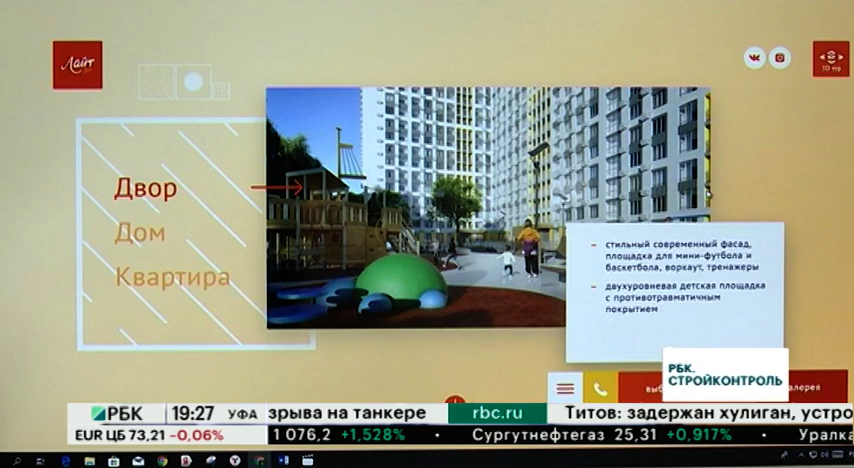 Лайт
3D тур
Двор
Дом
Квартира
– стильный современный фасад,
площадка для мини-футбола и
баскетбола, воркаут, тренажеры
– двухуровневая детская площадка
с противотравматичным
покрытием
РБК.
СТРОЙКОНТРОЛЬ
РБК 19:27 УФА зрыва на танкере rbc.ru Титов: задержан хулиган, устро
EUR ЦБ 73,21 -0,06% 1 076,2 +1,528% • Сургутнефтегаз 25,31 +0,917% • Уралка